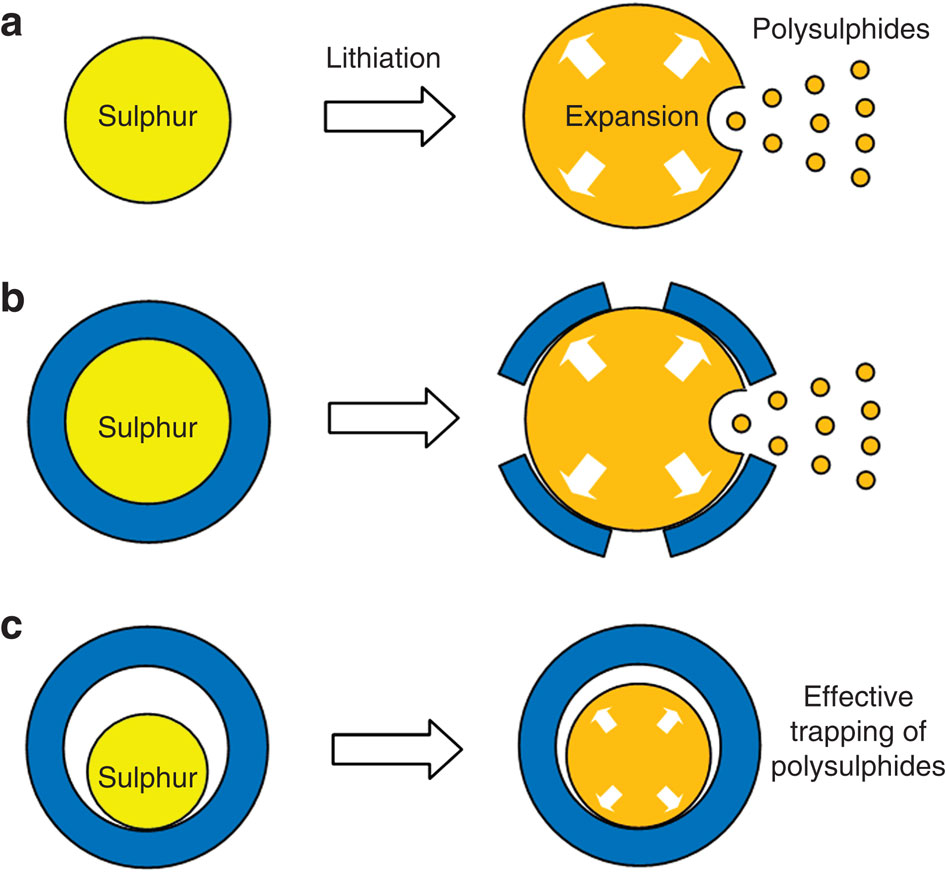 a
Sulphur
Lithiation
Expansion
Polysulphides
b
Sulphur
c
Sulphur
Effective
trapping of
polysulphides